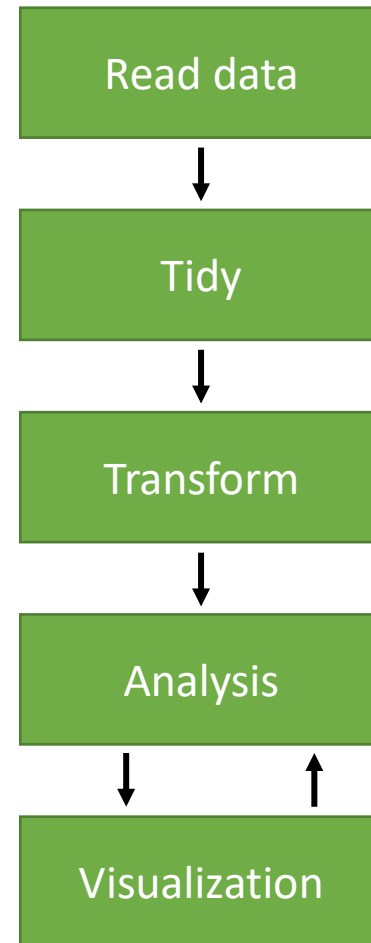 Read data
Tidy
Transform
Analysis
Visualization